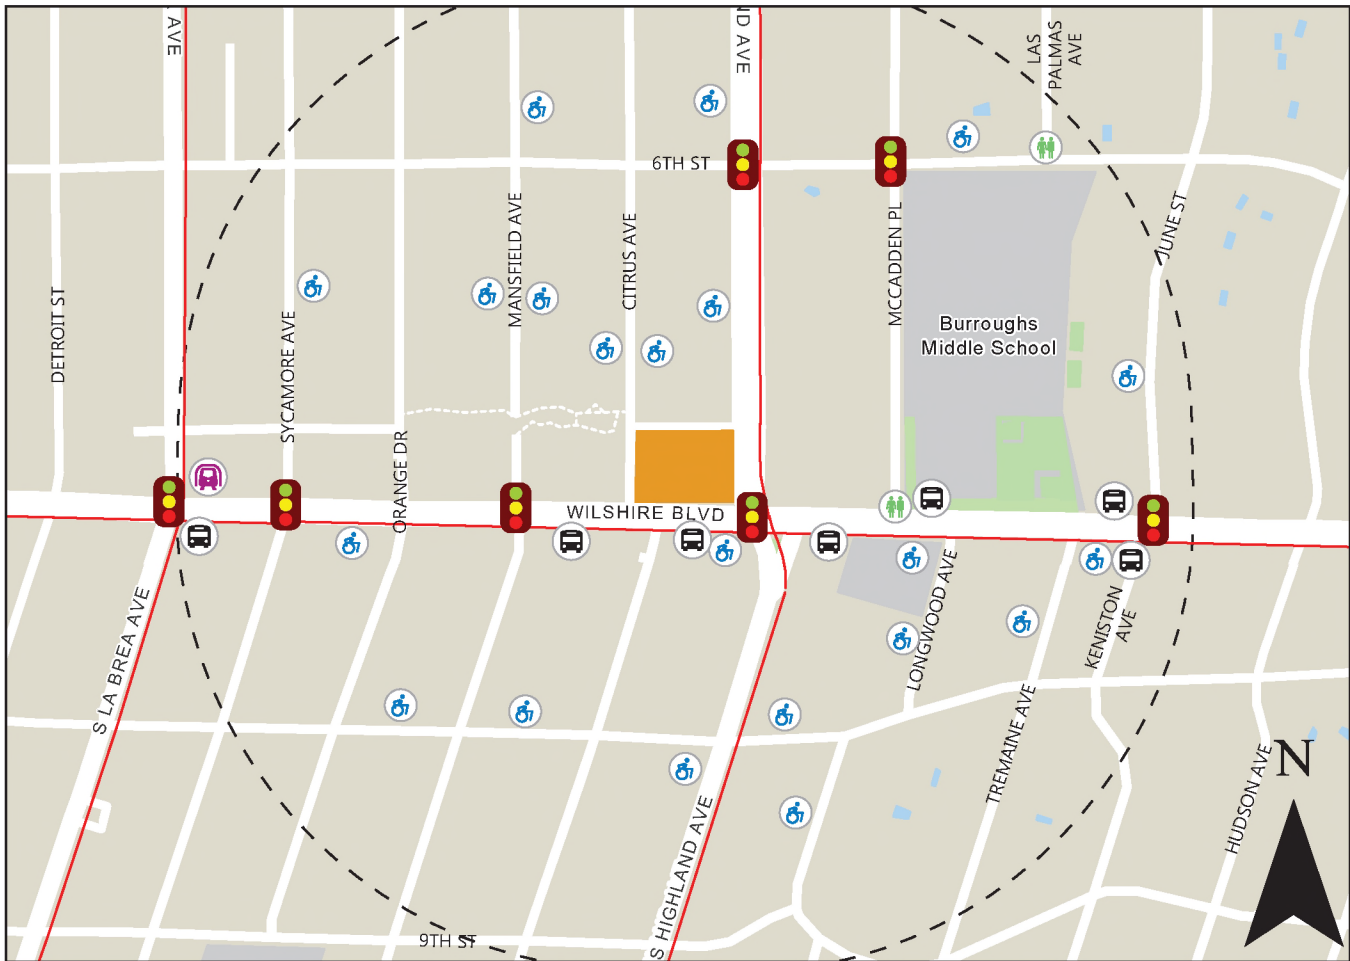 AVE
ND AVE
LAS
PALMAS
AVE
6TH ST
MANSFIELD AVE
CITRUS AVE
MCCADDEN PL
JUNE ST
DETROIT ST
SYCAMORE AVE
Burroughs
Middle School
ORANGE DR
WILSHIRE BLVD
S LA BREA AVE
LONGWOOD AVE
KENISTON
AVE
TREMAINE AVE
HUDSON AVE
N
S HIGHLAND AVE
9TH ST